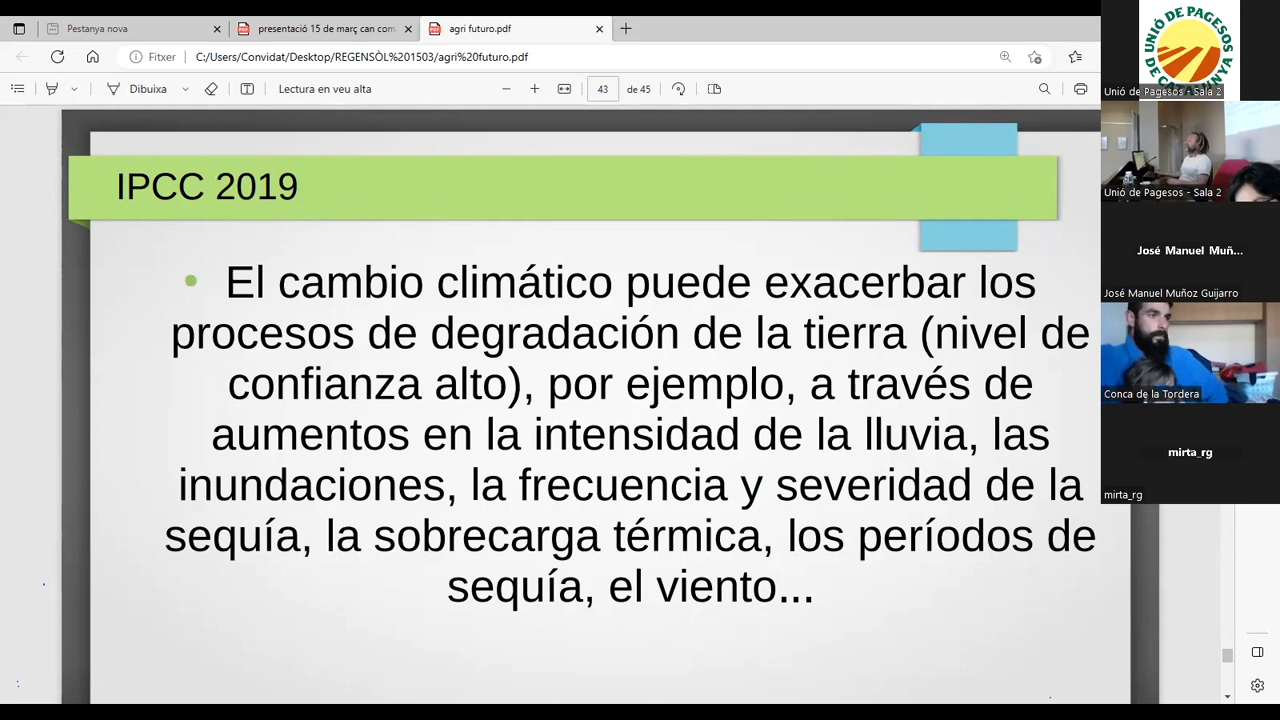 Pestanya nova
presentació 15 de març can com
agri futuro.pdf
Fitxer
C:/Users/Convidat/Desktop/REGENSÒL%201503/agri%20futuro.pdf
Dibuixa
Lectura en veu alta
43
de 45
IPCC 2019
El cambio climático puede exacerbar los
procesos de degradación de la tierra (nivel de
confianza alto), por ejemplo, a través de
aumentos en la intensidad de la lluvia, las
inundaciones, la frecuencia y severidad de la
sequía, la sobrecarga térmica, los períodos de
sequía, el viento...
UNIÓ DE PAGESOS
DE CATALUNYA
Unió de Pagesos - Sala 2
Unió de Pagesos - Sala 2
José Manuel Muñ...
José Manuel Muñoz Guijarro
Conca de la Tordera
mirta_rg
mirta_rg